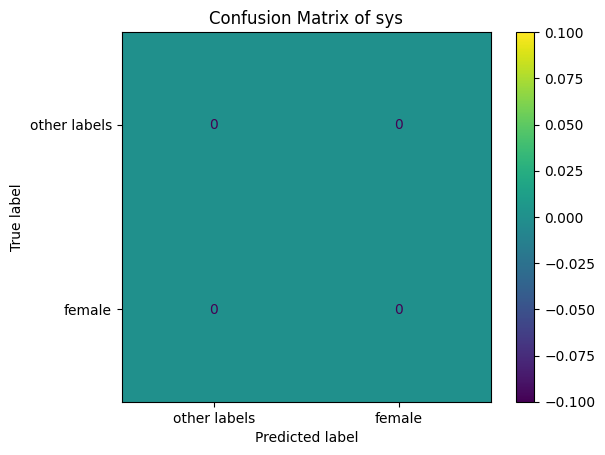 Confusion Matrix of sys
True label
other labels
0 0
female
0 0
other labels female
Predicted label
0.100
0.075
0.050
0.025
0.000
−0.025
−0.050
−0.075
−0.100